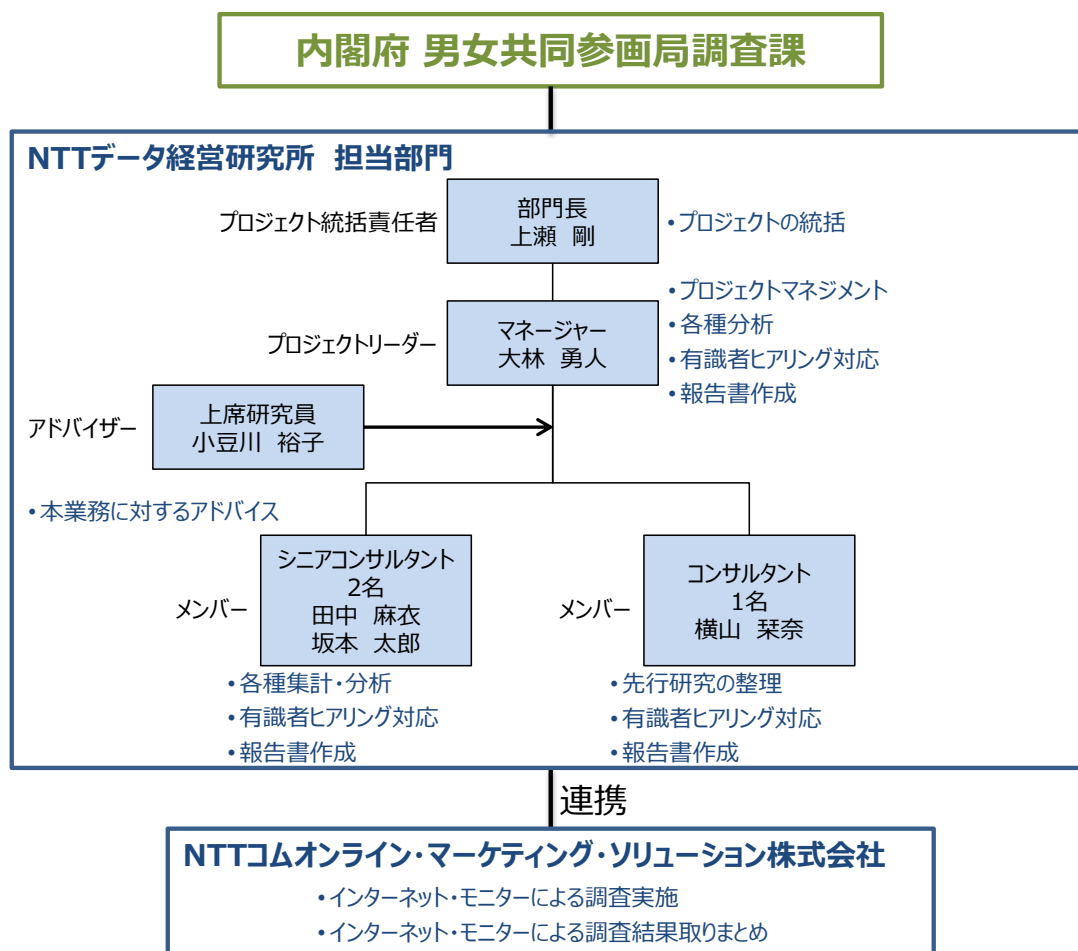 内閣府 男女共同参画局調査課
NTTデータ経営研究所 担当部門
プロジェクト統括責任者
部門長
上瀬 剛
•プロジェクトの統括
プロジェクトリーダー
マネージャー
大林 勇人
•プロジェクトマネジメント
•各種分析
•有識者ヒアリング対応
•報告書作成
アドバイザー
上席研究員
小豆川 裕子
•本業務に対するアドバイス
メンバー
シニアコンサルタント
2名
田中 麻衣
坂本 太郎
•各種集計・分析
•有識者ヒアリング対応
•報告書作成
メンバー
コンサルタント
1名
横山 栞奈
•先行研究の整理
•有識者ヒアリング対応
•報告書作成
連携
NTTコムオンライン・マーケティング・ソリューション株式会社
•インターネット・モニターによる調査実施
•インターネット・モニターによる調査結果取りまとめ